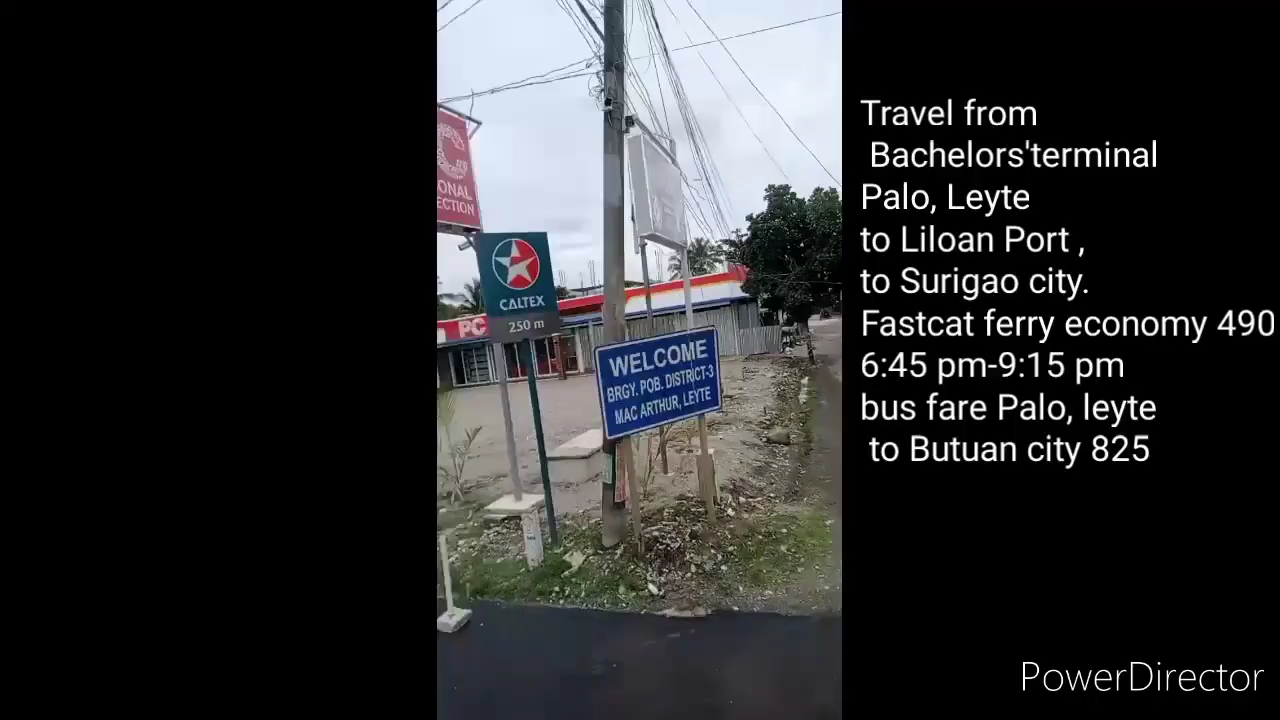 ONAL
ECTION
CALTEX
250 m
PC
WELCOME
BRGY. POB. DISTRICT-3
MAC ARTHUR, LEYTE
Travel from
Bachelors'terminal
Palo, Leyte
to Liloan Port ,
to Surigao city.
Fastcat ferry economy 490
6:45 pm-9:15 pm
bus fare Palo, leyte
to Butuan city 825
PowerDirector